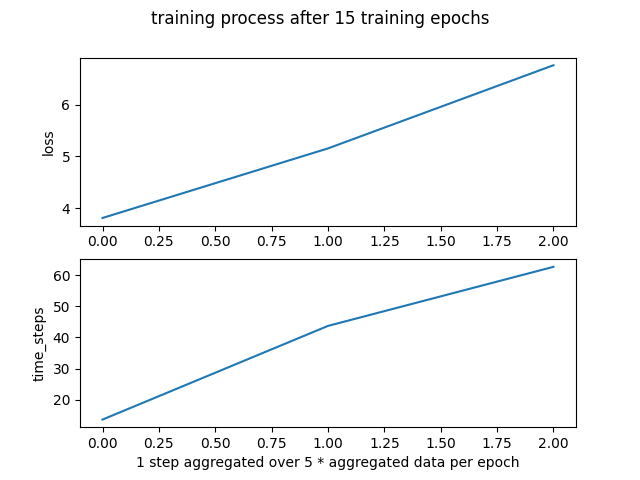 training process after 15 training epochs
6
5
4
loss
0.00 0.25 0.50 0.75 1.00 1.25 1.50 1.75 2.00
60
50
40
30
20
time_steps
0.00 0.25 0.50 0.75 1.00 1.25 1.50 1.75 2.00
1 step aggregated over 5 * aggregated data per epoch